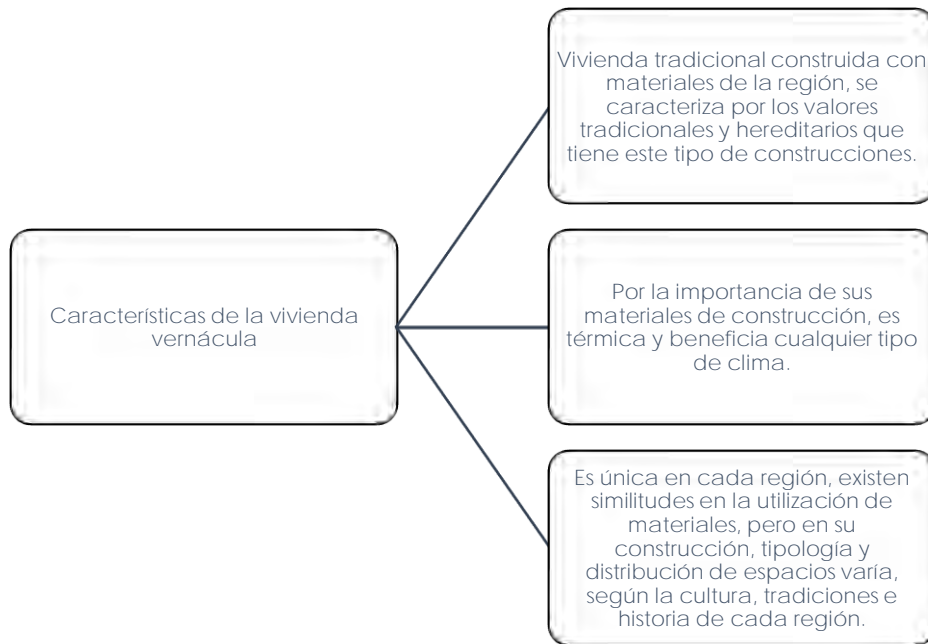 Características de la vivienda
vernácula
Vivienda tradicional construida con
materiales de la región, se
caracteriza por los valores
tradicionales y hereditarios que
tiene este tipo de construcciones.
Por la importancia de sus
materiales de construcción, es
térmica y beneficia cualquier tipo
de clima.
Es única en cada región, existen
similitudes en la utilización de
materiales, pero en su
construcción, tipología y
distribución de espacios varía,
según la cultura, tradiciones e
historia de cada región.